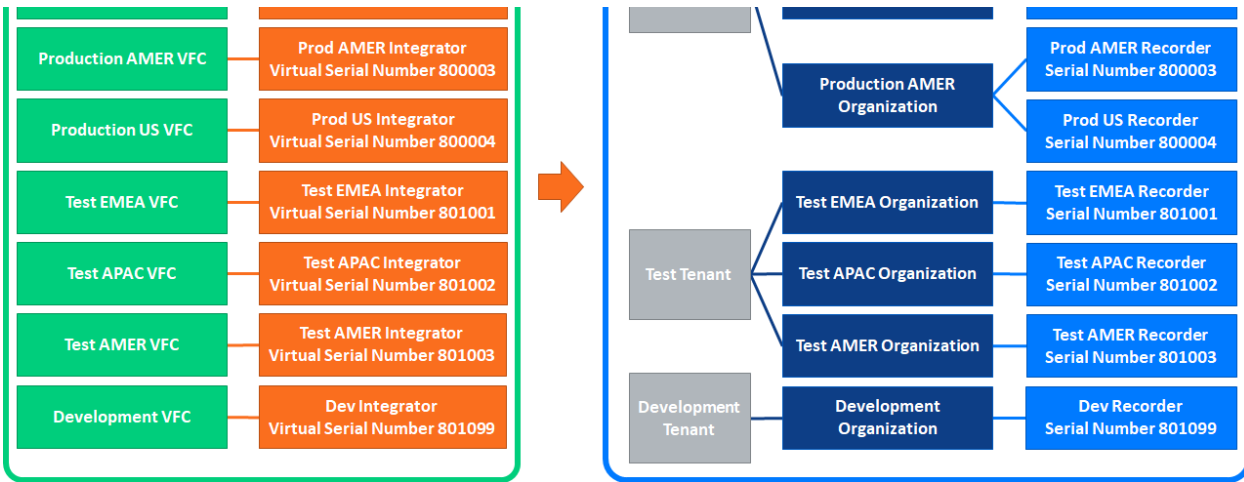 Production AMER VFC
Prod AMER Integrator
Virtual Serial Number 800003
Production US VFC
Prod US Integrator
Virtual Serial Number 800004
Test EMEA VFC
Test EMEA Integrator
Virtual Serial Number 801001
Test APAC VFC
Test APAC Integrator
Virtual Serial Number 801002
Test AMER VFC
Test AMER Integrator
Virtual Serial Number 801003
Development VFC
Dev Integrator
Virtual Serial Number 801099
Production AMER
Organization
Prod AMER Recorder
Serial Number 800003
Prod US Recorder
Serial Number 800004
Test Tenant
Test EMEA Organization
Test EMEA Recorder
Serial Number 801001
Test APAC Organization
Test APAC Recorder
Serial Number 801002
Test AMER Organization
Test AMER Recorder
Serial Number 801003
Development
Tenant
Development
Organization
Dev Recorder
Serial Number 801099